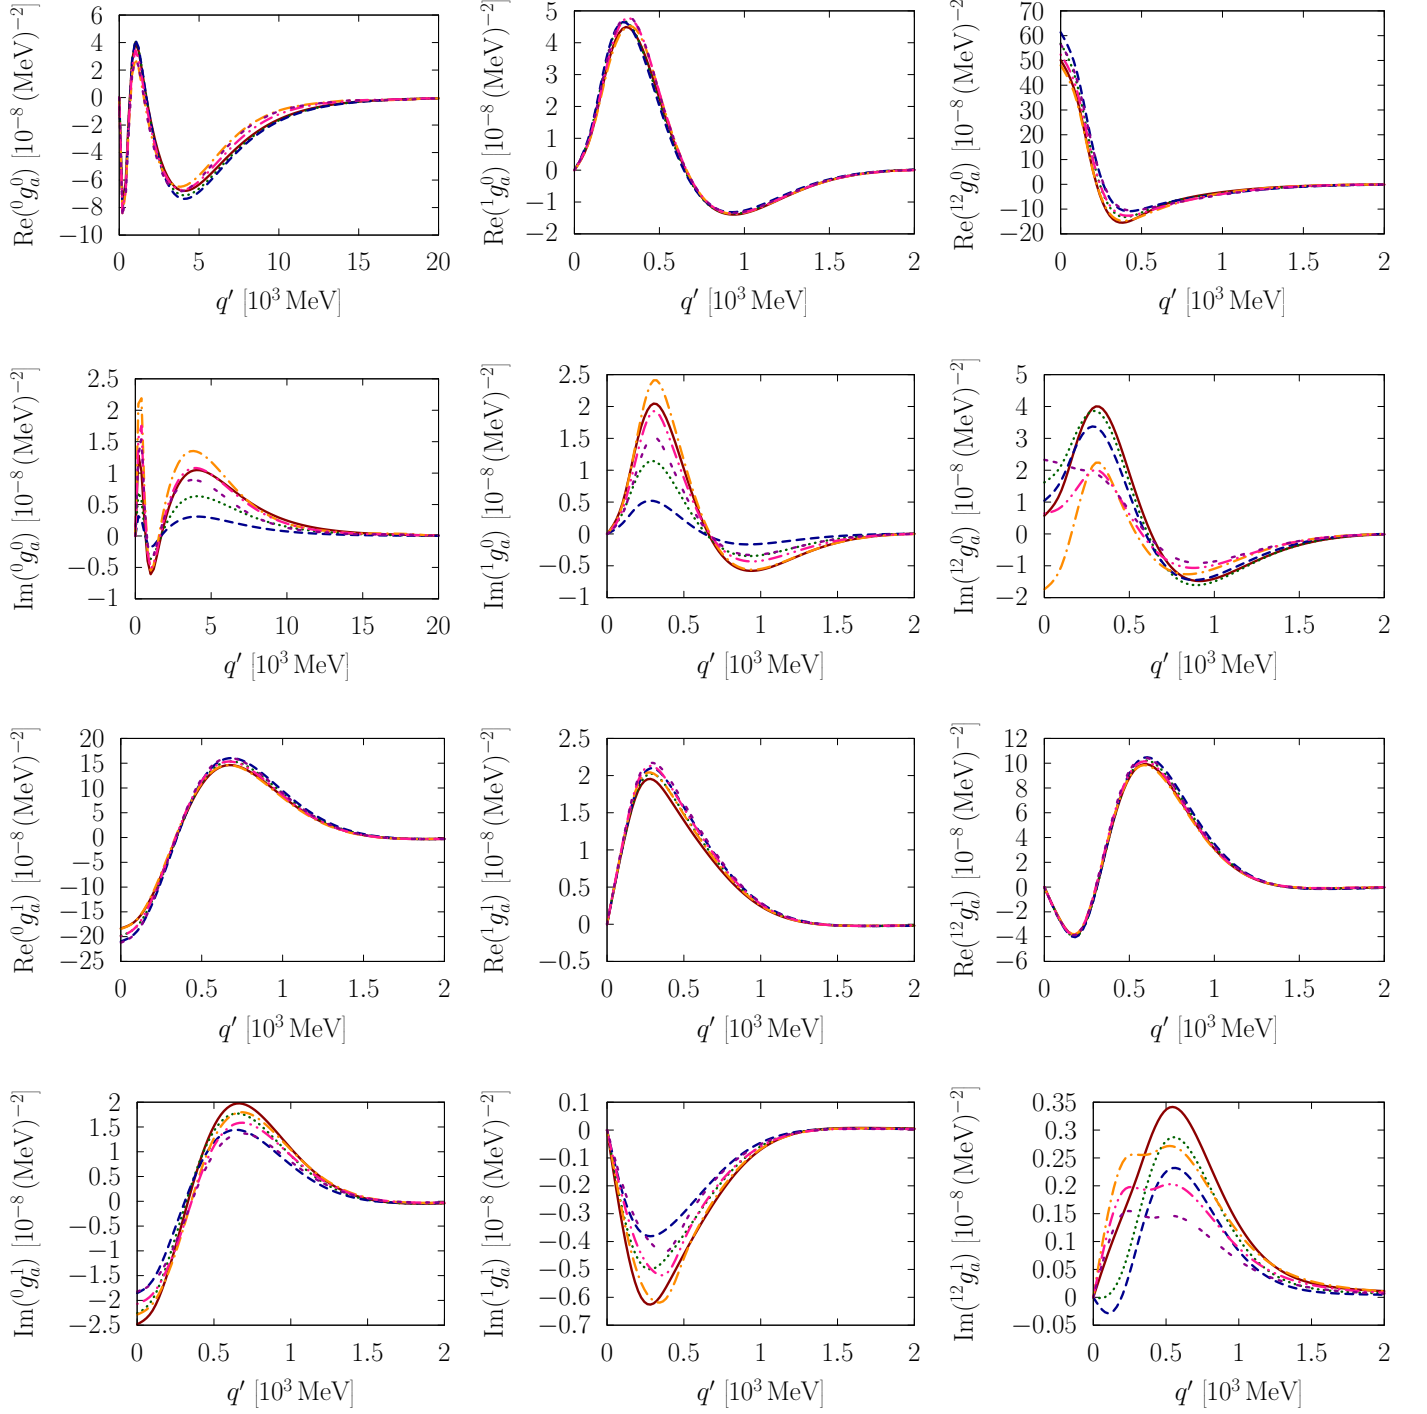 Re(⁰g⁰ₐ) [10⁻⁸ (MeV)⁻²]
6
4
2
0
−2
−4
−6
−8
−10
0 5 10 15 20
q′ [10³ MeV]
Re(¹g⁰ₐ) [10⁻⁸ (MeV)⁻²]
5
4
3
2
1
0
−1
−2
0 0.5 1 1.5 2
q′ [10³ MeV]
Re(¹²g⁰ₐ) [10⁻⁸ (MeV)⁻²]
70
60
50
40
30
20
10
0
−10
−20
0 0.5 1 1.5 2
q′ [10³ MeV]
Im(⁰g⁰ₐ) [10⁻⁸ (MeV)⁻²]
2.5
2
1.5
1
0.5
0
−0.5
−1
0 5 10 15 20
q′ [10³ MeV]
Im(¹g⁰ₐ) [10⁻⁸ (MeV)⁻²]
2.5
2
1.5
1
0.5
0
−0.5
−1
0 0.5 1 1.5 2
q′ [10³ MeV]
Im(¹²g⁰ₐ) [10⁻⁸ (MeV)⁻²]
5
4
3
2
1
0
−1
−2
0 0.5 1 1.5 2
q′ [10³ MeV]
Re(⁰g¹ₐ) [10⁻⁸ (MeV)⁻²]
20
15
10
5
0
−5
−10
−15
−20
−25
0 0.5 1 1.5 2
q′ [10³ MeV]
Re(¹g¹ₐ) [10⁻⁸ (MeV)⁻²]
2.5
2
1.5
1
0.5
0
−0.5
0 0.5 1 1.5 2
q′ [10³ MeV]
Re(¹²g¹ₐ) [10⁻⁸ (MeV)⁻²]
12
10
8
6
4
2
0
−2
−4
−6
0 0.5 1 1.5 2
q′ [10³ MeV]
Im(⁰g¹ₐ) [10⁻⁸ (MeV)⁻²]
2
1.5
1
0.5
0
−0.5
−1
−1.5
−2
−2.5
0 0.5 1 1.5 2
q′ [10³ MeV]
Im(¹g¹ₐ) [10⁻⁸ (MeV)⁻²]
0.1
0
−0.1
−0.2
−0.3
−0.4
−0.5
−0.6
−0.7
0 0.5 1 1.5 2
q′ [10³ MeV]
Im(¹²g¹ₐ) [10⁻⁸ (MeV)⁻²]
0.35
0.3
0.25
0.2
0.15
0.1
0.05
0
−0.05
0 0.5 1 1.5 2
q′ [10³ MeV]